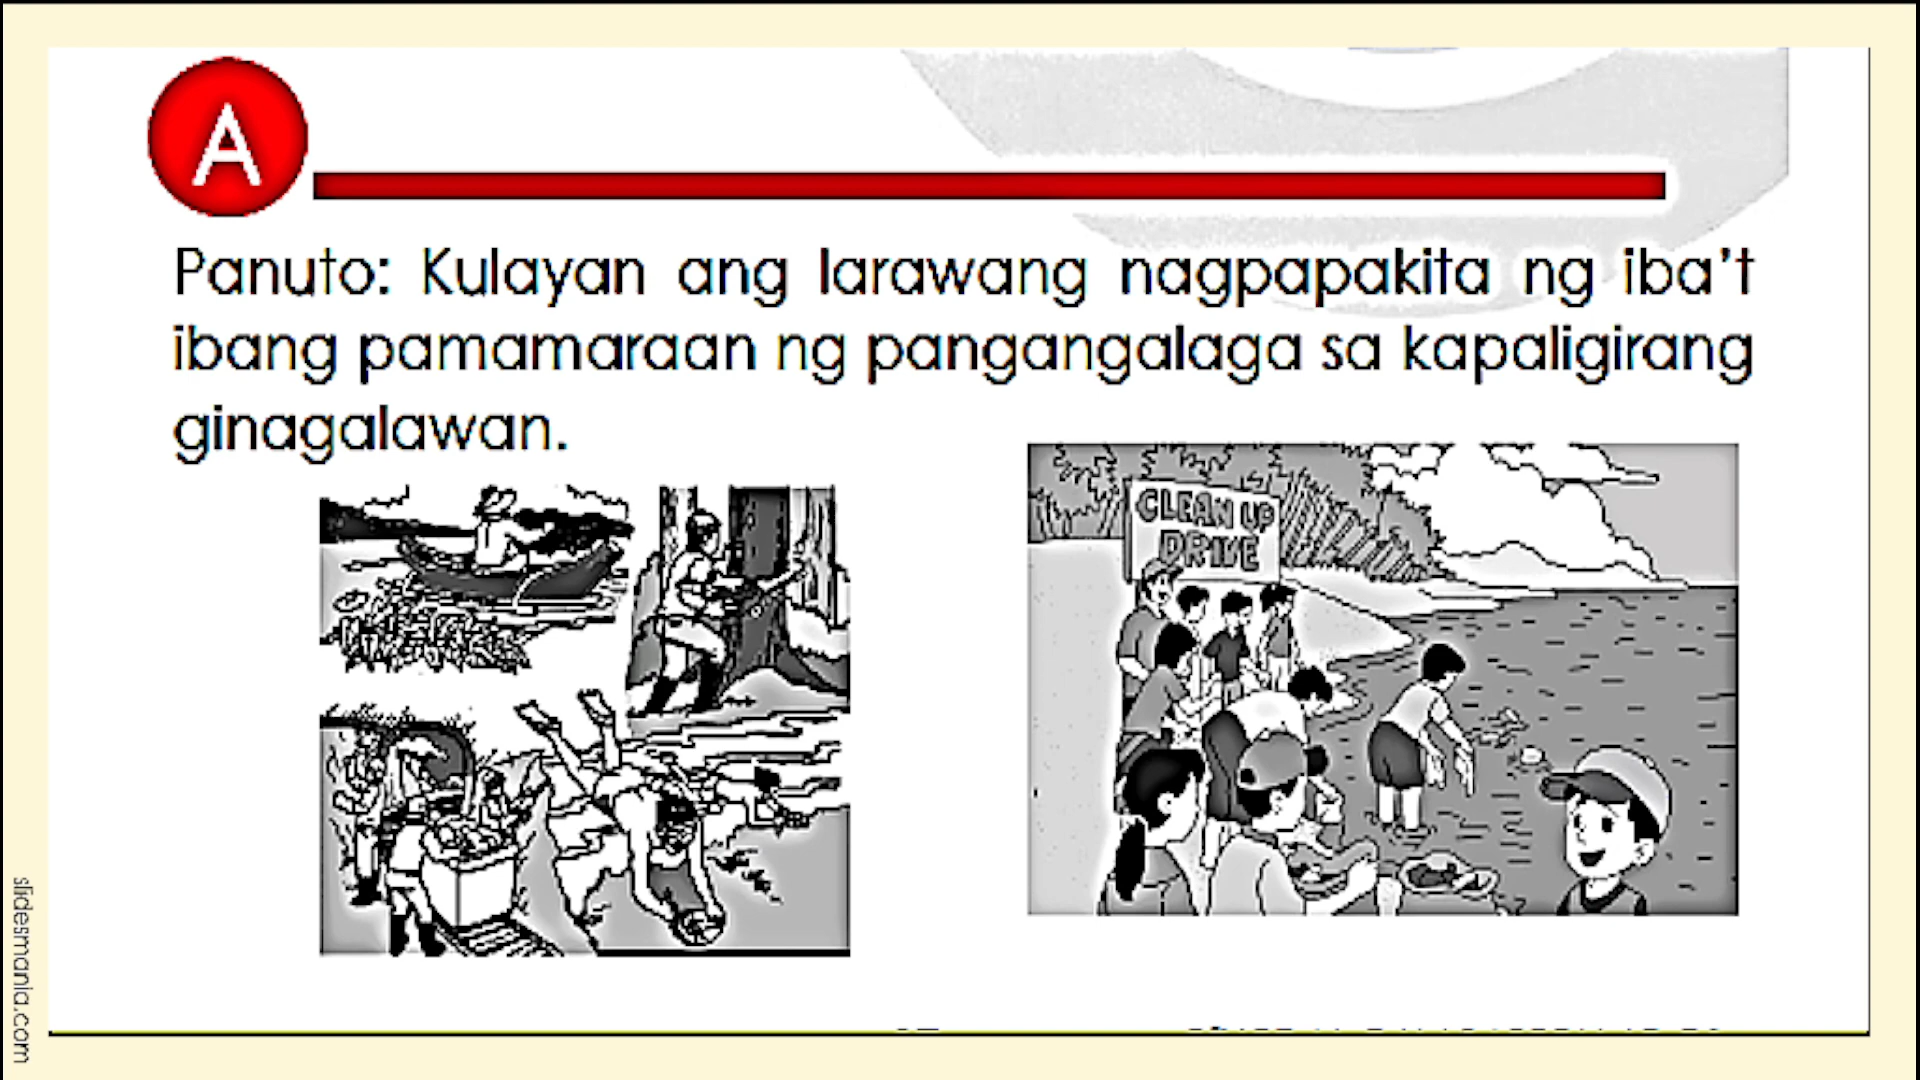 A
Panuto: Kulayan ang larawang nagpapakita ng iba't
ibang pamamaraan ng pangangalaga sa kapaligirang
ginagalawan.
CLEAN UP
DRIVE
slidesmania.com